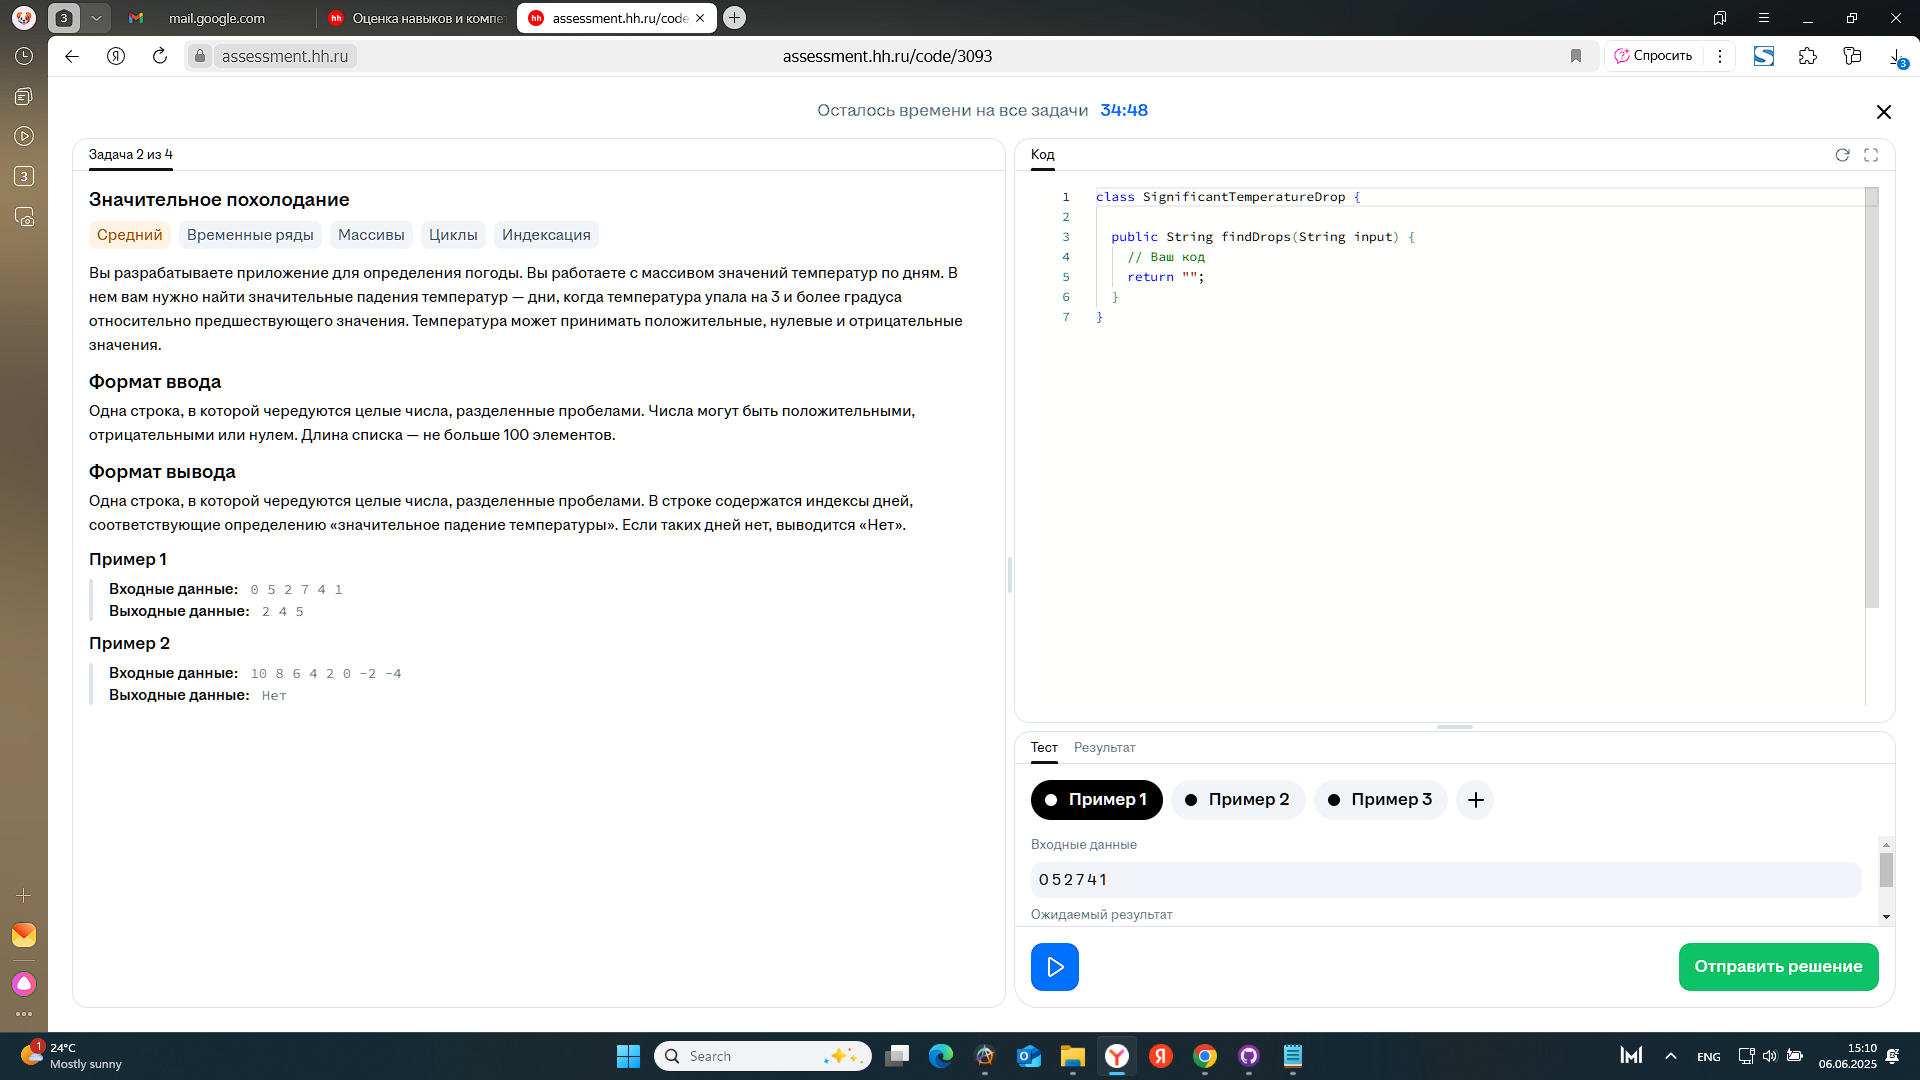 3
mail.google.com
Оценка навыков и компе
assessment.hh.ru/code
assessment.hh.ru
assessment.hh.ru/code/3093
Спросить
3
3
Осталось времени на все задачи 34:48
Задача 2 из 4
Значительное похолодание
Средний Временные ряды Массивы Циклы Индексация
Вы разрабатываете приложение для определения погоды. Вы работаете с массивом значений температур по дням. В
нем вам нужно найти значительные падения температур — дни, когда температура упала на 3 и более градуса
относительно предшествующего значения. Температура может принимать положительные, нулевые и отрицательные
значения.
Формат ввода
Одна строка, в которой чередуются целые числа, разделенные пробелами. Числа могут быть положительными,
отрицательными или нулем. Длина списка — не больше 100 элементов.
Формат вывода
Одна строка, в которой чередуются целые числа, разделенные пробелами. В строке содержатся индексы дней,
соответствующие определению «значительное падение температуры». Если таких дней нет, выводится «Нет».
Пример 1
Входные данные: 0 5 2 7 4 1
Выходные данные: 2 4 5
Пример 2
Входные данные: 10 8 6 4 2 0 -2 -4
Выходные данные: Нет
Код
1 class SignificantTemperatureDrop {
2
3 public String findDrops(String input) {
4 // Ваш код
5 return "";
6 }
7 }
Тест Результат
Пример 1 Пример 2 Пример 3
Входные данные
0 5 2 7 4 1
Ожидаемый результат
Отправить решение
1
24°C
Mostly sunny
Search
ENG
15:10
06.06.2025